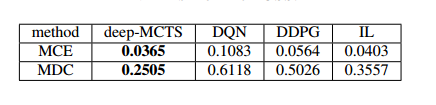 method deep-MCTS DQN DDPG IL
MCE 0.0365 0.1083 0.0564 0.0403
MDC 0.2505 0.6118 0.5026 0.3557